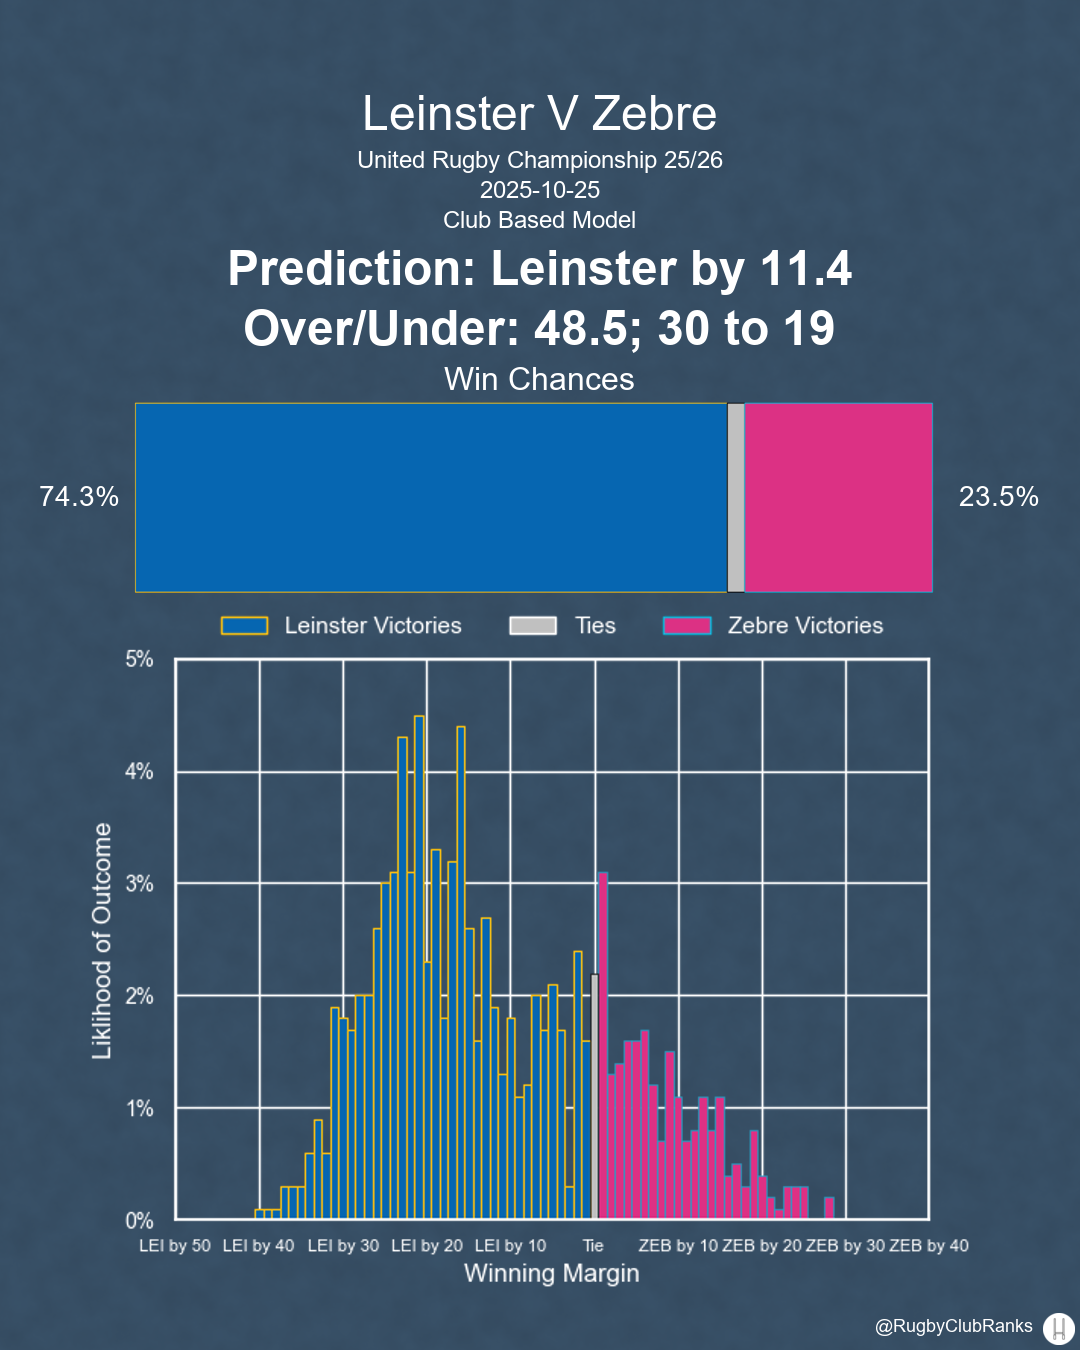 Leinster V Zebre
United Rugby Championship 25/26
2025-10-25
Club Based Model
Prediction: Leinster by 11.4
Over/Under: 48.5; 30 to 19
Win Chances
74.3%
23.5%
Leinster Victories
Ties
Zebre Victories
5%
4%
3%
2%
1%
0%
Liklihood of Outcome
LEI by 50 LEI by 40 LEI by 30 LEI by 20 LEI by 10 Tie ZEB by 10 ZEB by 20 ZEB by 30 ZEB by 40
Winning Margin
@RugbyClubRanks